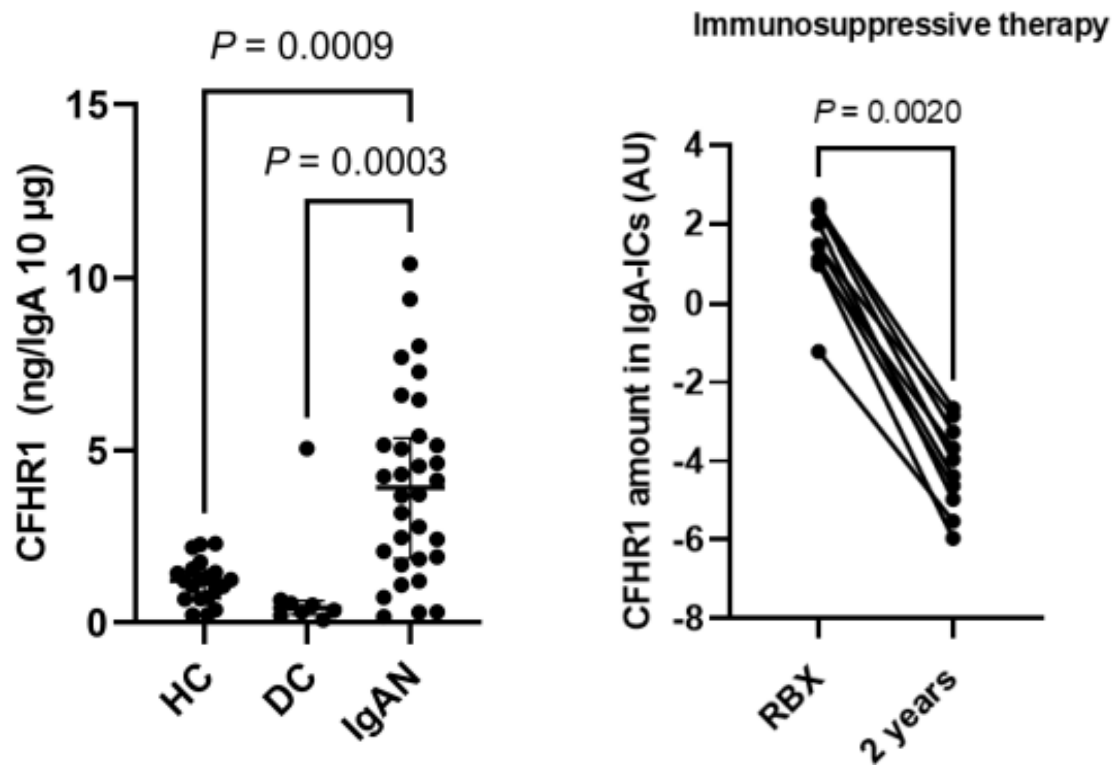 P = 0.0009
P = 0.0003
CFHR1 (ng/IgA 10 µg)
15
10
5
0
HC
DC
IgAN
Immunosuppressive therapy
P = 0.0020
CFHR1 amount in IgA-ICs (AU)
4
2
0
-2
-4
-6
-8
RBX
2 years